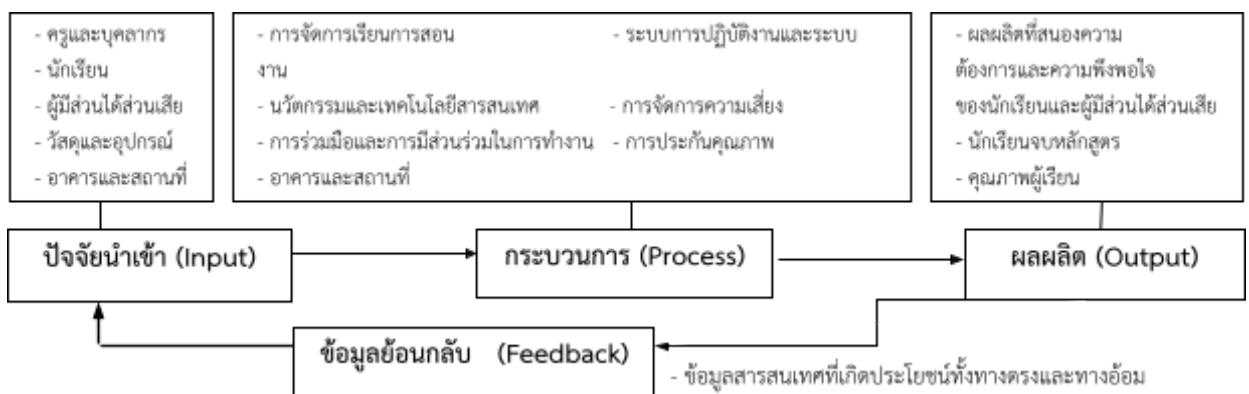 - ครูและบุคลากร
- นักเรียน
- ผู้มีส่วนได้ส่วนเสีย
- วัสดุและอุปกรณ์
- อาคารและสถานที่
- การจัดการเรียนการสอน - ระบบการปฏิบัติงานและระบบ
งาน
- นวัตกรรมและเทคโนโลยีสารสนเทศ - การจัดการความเสี่ยง
- การร่วมมือและการมีส่วนร่วมในการทำงาน - การประกันคุณภาพ
- อาคารและสถานที่
- ผลผลิตที่สนองความ
ต้องการและความพึงพอใจ
ของนักเรียนและผู้มีส่วนได้ส่วนเสีย
- นักเรียนจบหลักสูตร
- คุณภาพผู้เรียน
ปัจจัยนำเข้า (Input)
กระบวนการ (Process)
ผลผลิต (Output)
ข้อมูลย้อนกลับ (Feedback)
- ข้อมูลสารสนเทศที่เกิดประโยชน์ทั้งทางตรงและทางอ้อม